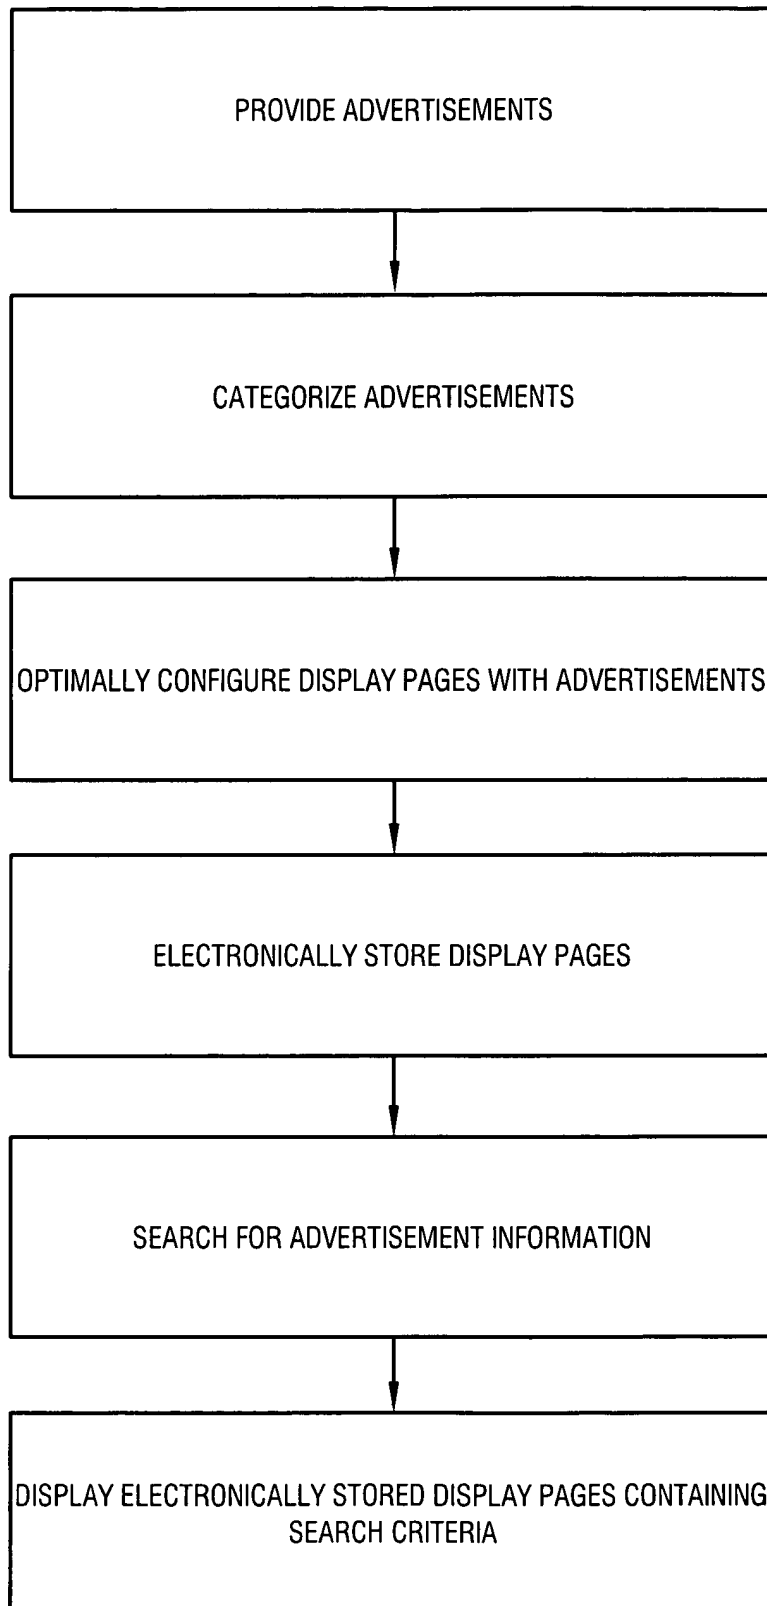 PROVIDE ADVERTISEMENTS
CATEGORIZE ADVERTISEMENTS
OPTIMALLY CONFIGURE DISPLAY PAGES WITH ADVERTISEMENTS
ELECTRONICALLY STORE DISPLAY PAGES
SEARCH FOR ADVERTISEMENT INFORMATION
DISPLAY ELECTRONICALLY STORED DISPLAY PAGES CONTAINING
SEARCH CRITERIA